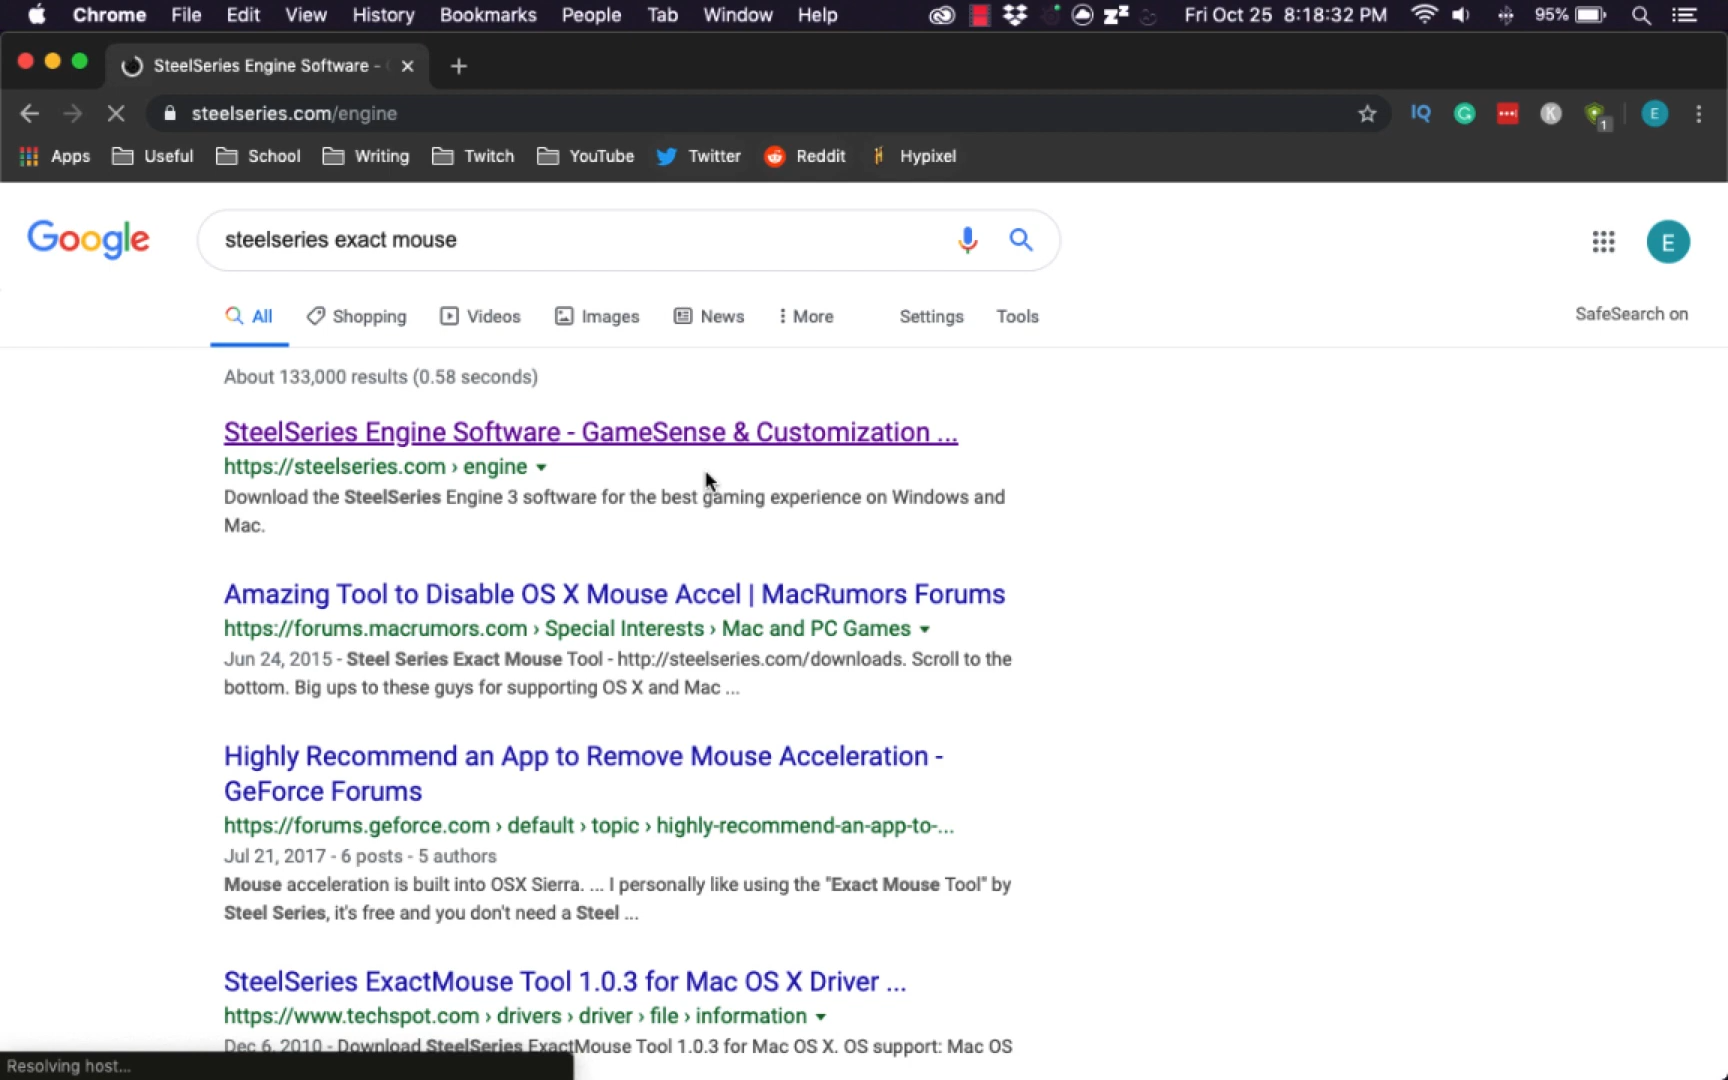 Chrome File Edit View History Bookmarks People Tab Window Help Fri Oct 25 8:18:32 PM 95%
SteelSeries Engine Software -
steelseries.com/engine IQ G K 1 E
Apps Useful School Writing Twitch YouTube Twitter Reddit Hypixel
Google steelseries exact mouse E
All Shopping Videos Images News More Settings Tools SafeSearch on
About 133,000 results (0.58 seconds)
SteelSeries Engine Software - GameSense & Customization ...
https://steelseries.com › engine
Download the SteelSeries Engine 3 software for the best gaming experience on Windows and
Mac.
Amazing Tool to Disable OS X Mouse Accel | MacRumors Forums
https://forums.macrumors.com › Special Interests › Mac and PC Games
Jun 24, 2015 - Steel Series Exact Mouse Tool - http://steelseries.com/downloads. Scroll to the
bottom. Big ups to these guys for supporting OS X and Mac ...
Highly Recommend an App to Remove Mouse Acceleration -
GeForce Forums
https://forums.geforce.com › default › topic › highly-recommend-an-app-to-...
Jul 21, 2017 - 6 posts - 5 authors
Mouse acceleration is built into OSX Sierra. ... I personally like using the "Exact Mouse Tool" by
Steel Series, it's free and you don't need a Steel ...
SteelSeries ExactMouse Tool 1.0.3 for Mac OS X Driver ...
https://www.techspot.com › drivers › driver › file › information
Dec 6, 2010 - Download SteelSeries ExactMouse Tool 1.0.3 for Mac OS X. OS support: Mac OS
Resolving host...